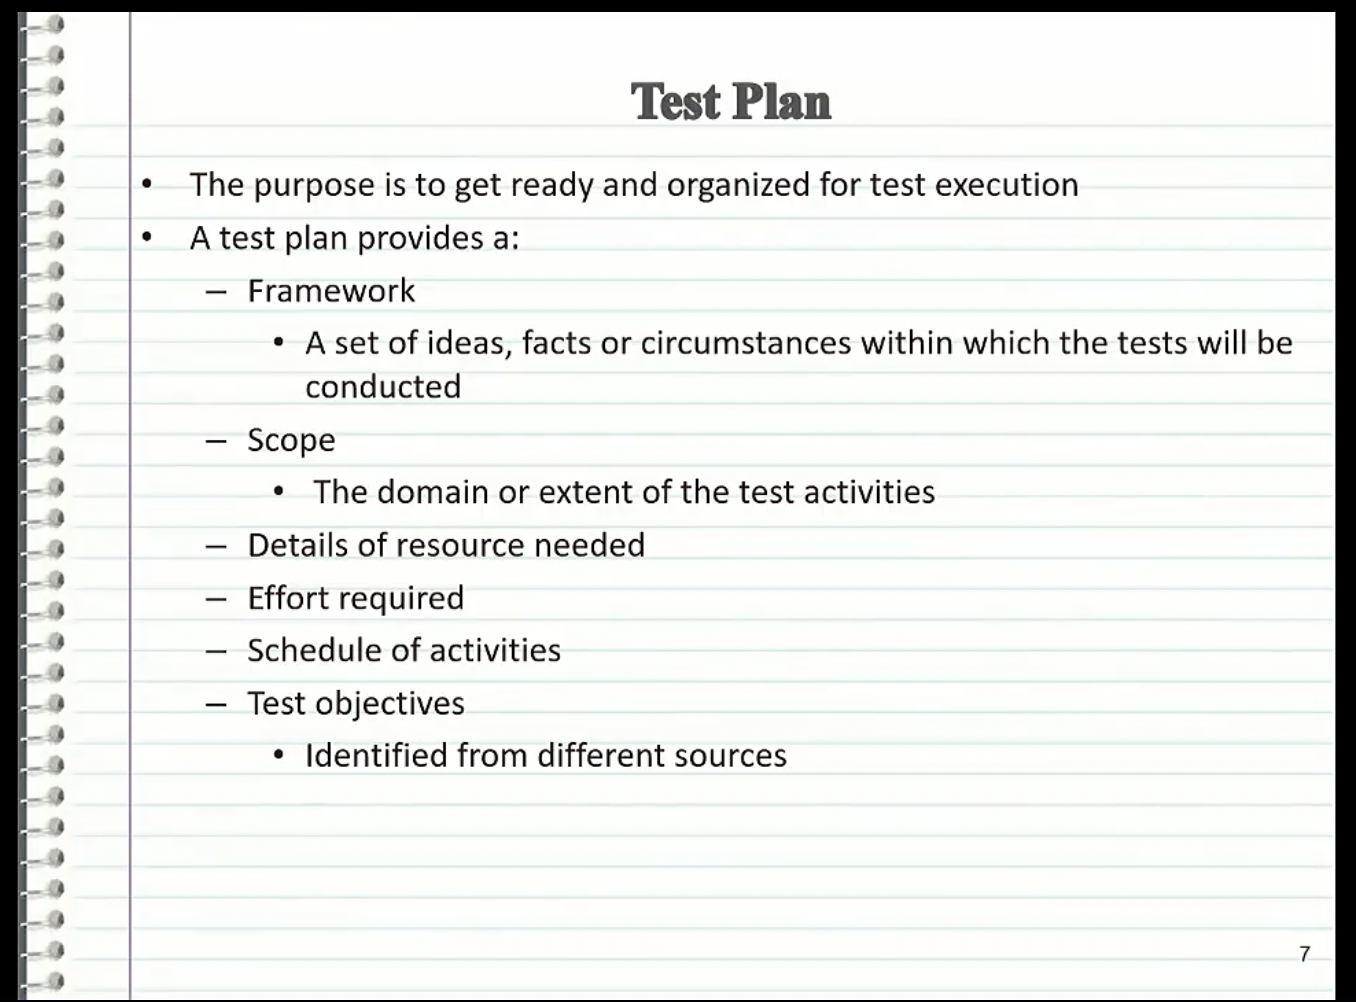 Test Plan
• The purpose is to get ready and organized for test execution
• A test plan provides a:
– Framework
• A set of ideas, facts or circumstances within which the tests will be
conducted
– Scope
• The domain or extent of the test activities
– Details of resource needed
– Effort required
– Schedule of activities
– Test objectives
• Identified from different sources
7